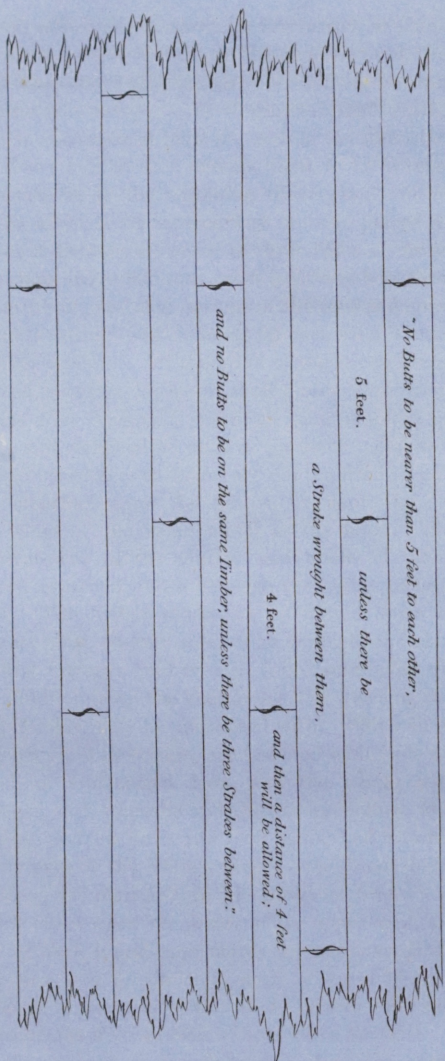 "No Butts to be nearer than 5 feet to each other,
5 feet. unless there be
a Strake wrought between them,
4 feet. and then a distance of 4 feet
will be allowed;
and no Butts to be on the same Timber, unless there be three Strakes between."